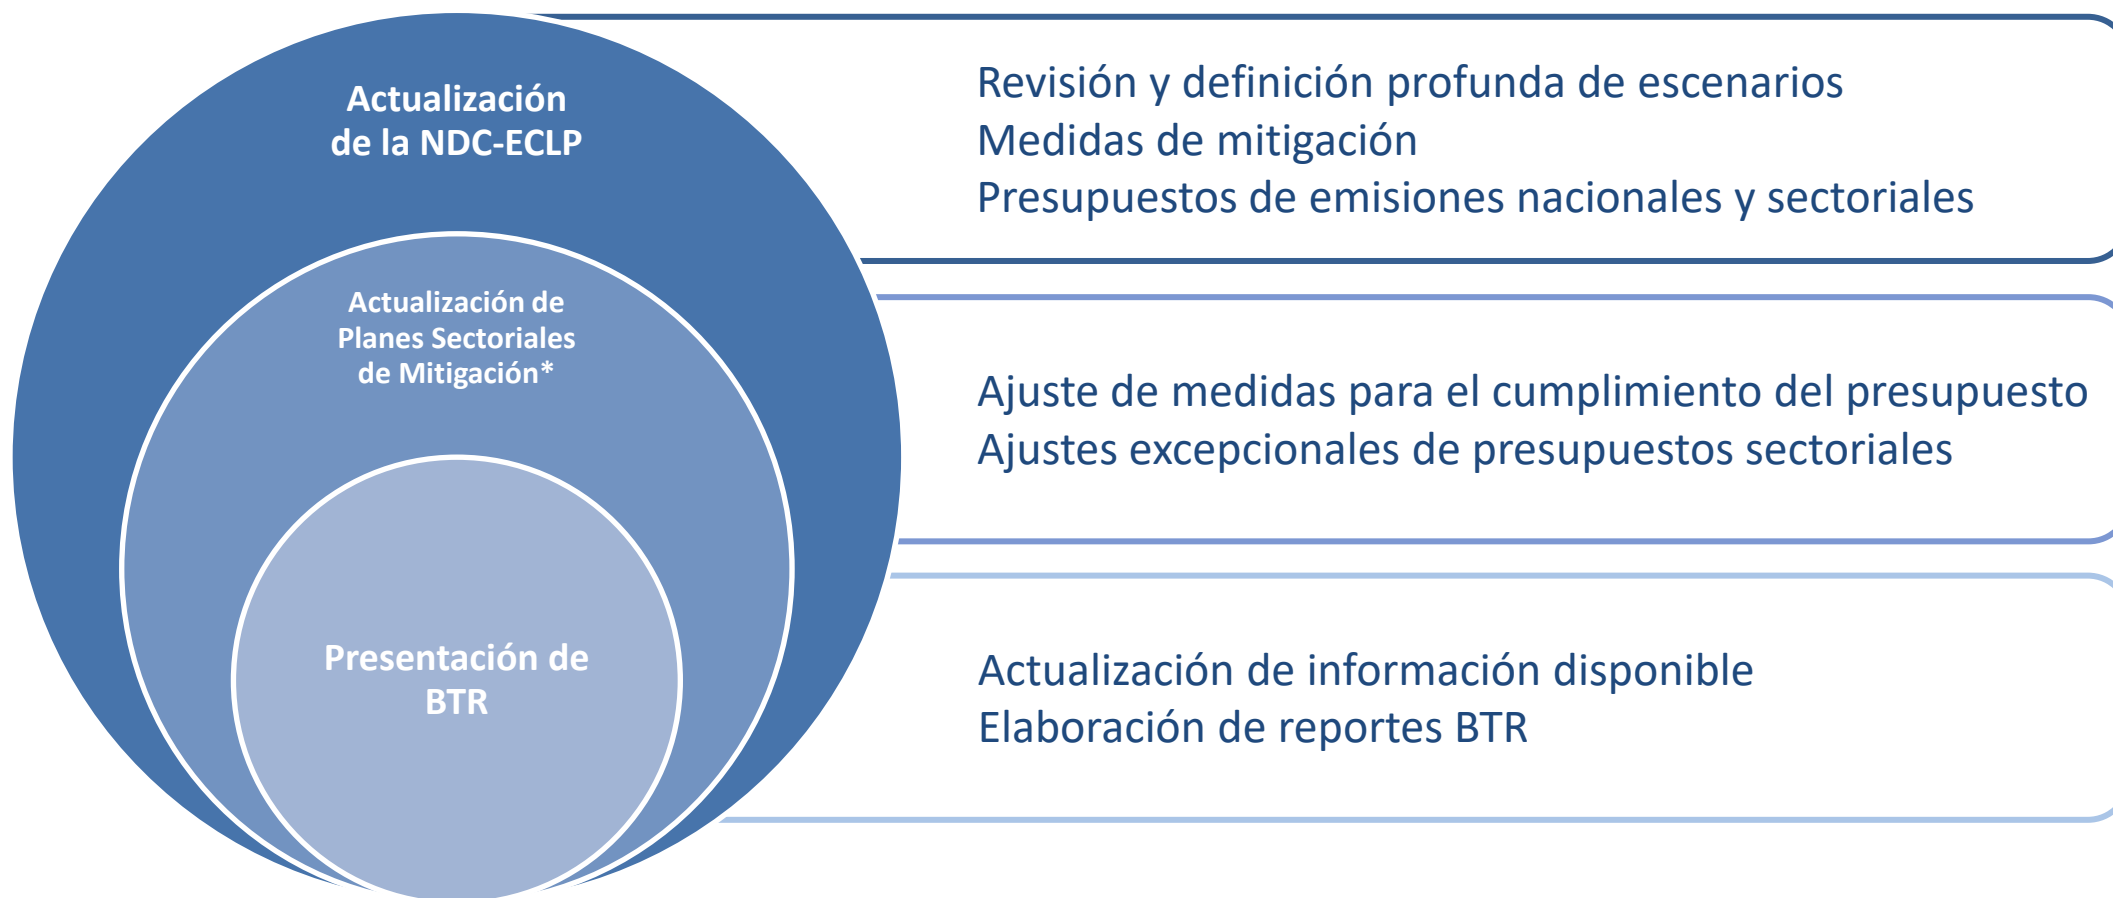 Actualización
de la NDC-ECLP
Revisión y definición profunda de escenarios
Medidas de mitigación
Presupuestos de emisiones nacionales y sectoriales
Actualización de
Planes Sectoriales
de Mitigación*
Ajuste de medidas para el cumplimiento del presupuesto
Ajustes excepcionales de presupuestos sectoriales
Presentación de
BTR
Actualización de información disponible
Elaboración de reportes BTR